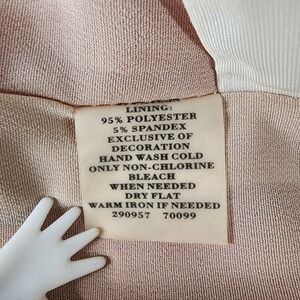 LINING:
95% POLYESTER
5% SPANDEX
EXCLUSIVE OF
DECORATION
HAND WASH COLD
ONLY NON-CHLORINE
BLEACH
WHEN NEEDED
DRY FLAT
WARM IRON IF NEEDED
290957 70099